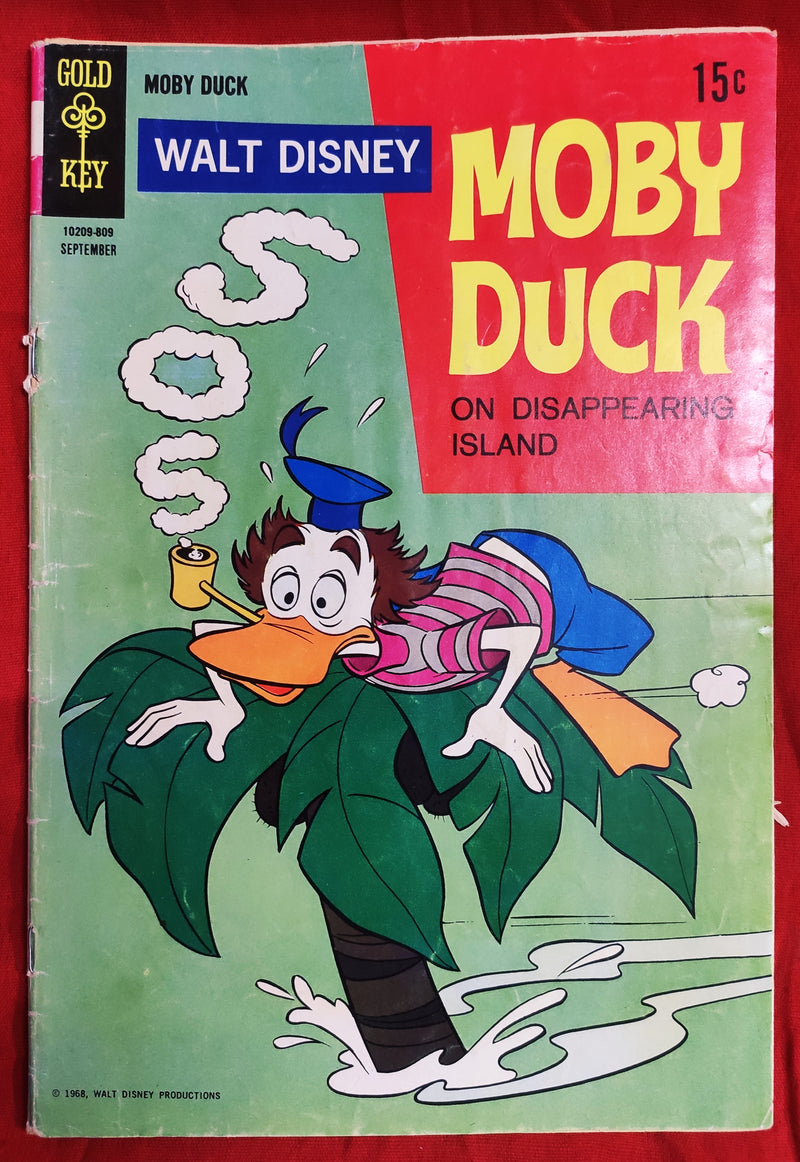 GOLD
KEY
MOBY DUCK
15c
WALT DISNEY
MOBY
DUCK
10209-809
SEPTEMBER
SOS
ON DISAPPEARING
ISLAND
© 1968, WALT DISNEY PRODUCTIONS